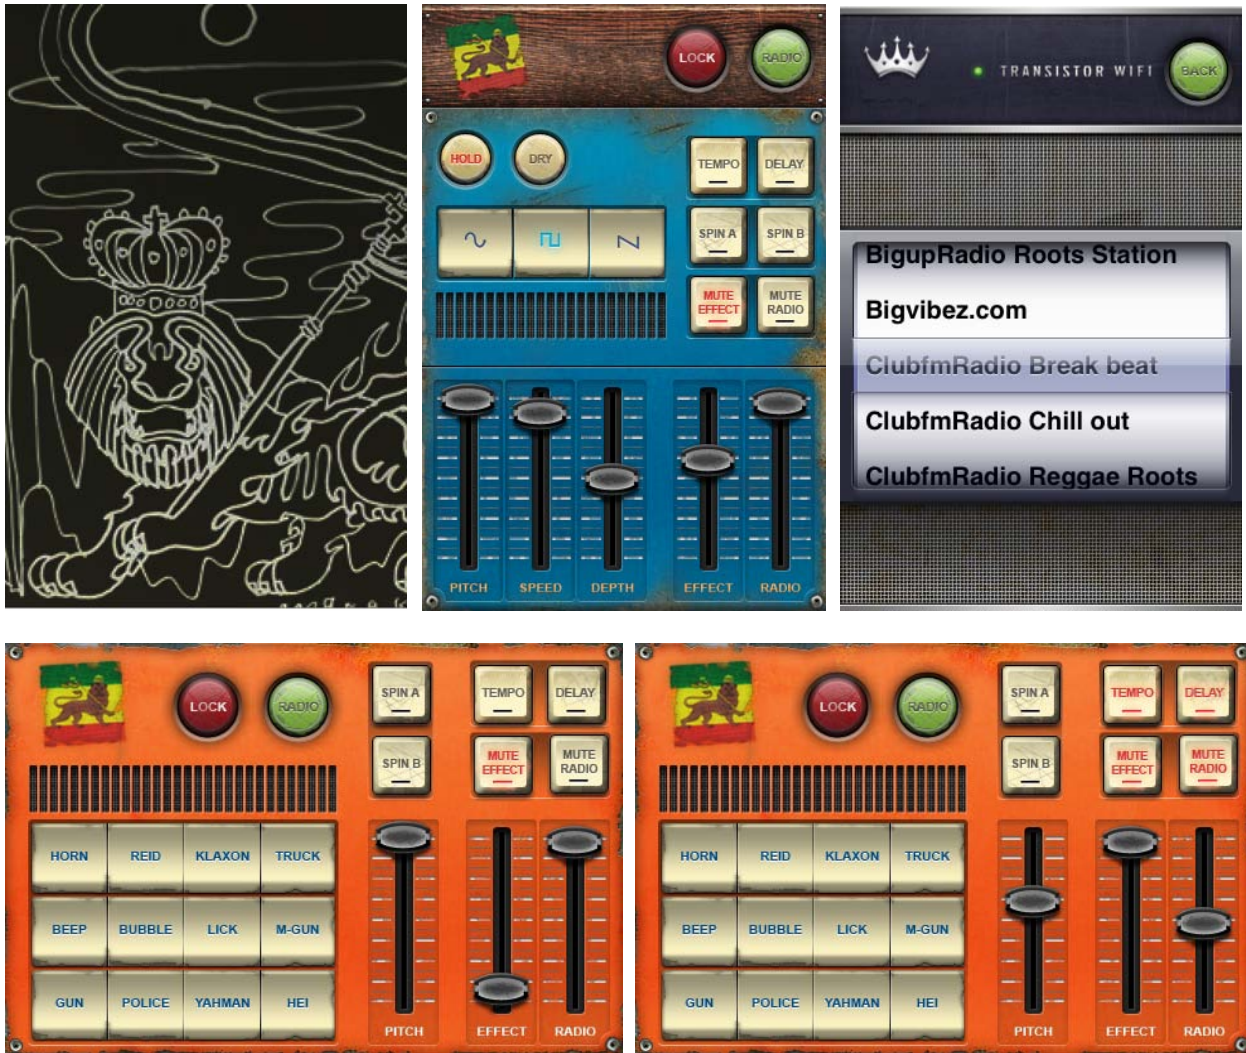 LOCK RADIO
HOLD DRY TEMPO DELAY
SPIN A SPIN B
MUTE EFFECT MUTE RADIO
PITCH SPEED DEPTH EFFECT RADIO
TRANSISTOR WIFI BACK
BigupRadio Roots Station
Bigvibez.com
ClubfmRadio Break beat
ClubfmRadio Chill out
ClubfmRadio Reggae Roots
LOCK RADIO SPIN A TEMPO DELAY
SPIN B MUTE EFFECT MUTE RADIO
HORN REID KLAXON TRUCK
BEEP BUBBLE LICK M-GUN
GUN POLICE YAHMAN HEI
PITCH EFFECT RADIO
LOCK RADIO SPIN A TEMPO DELAY
SPIN B MUTE EFFECT MUTE RADIO
HORN REID KLAXON TRUCK
BEEP BUBBLE LICK M-GUN
GUN POLICE YAHMAN HEI
PITCH EFFECT RADIO